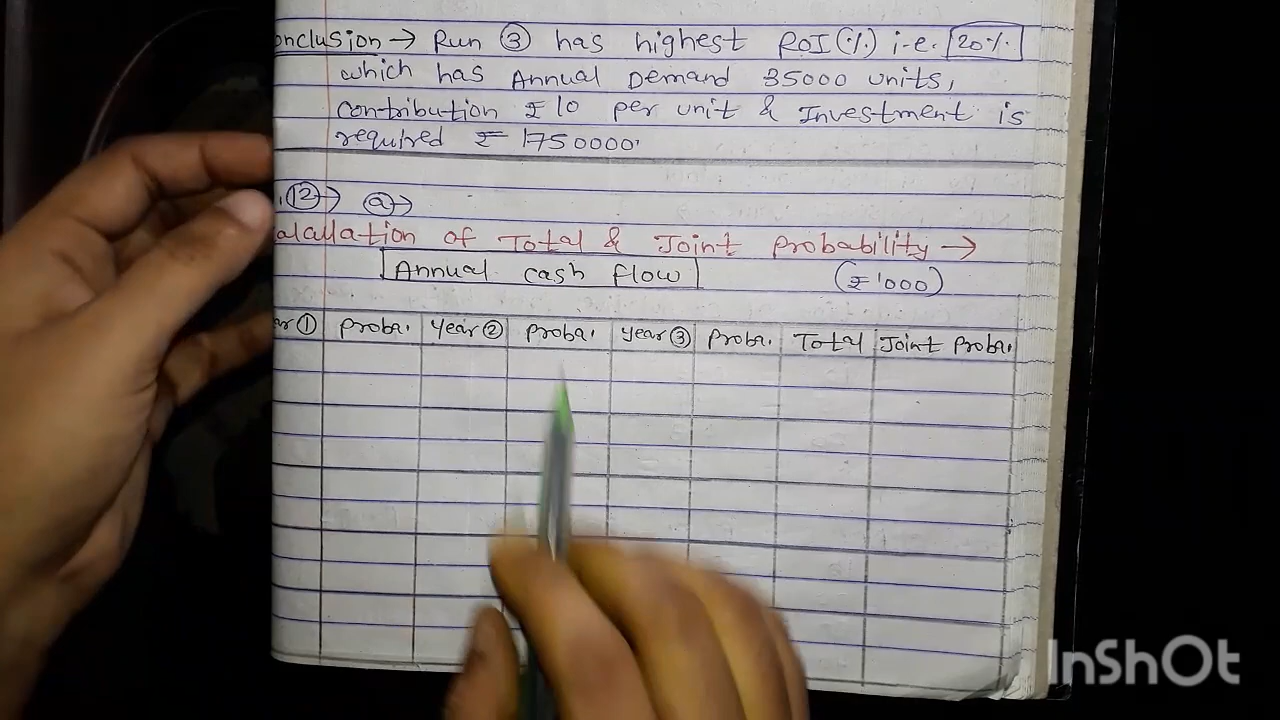 onclusion → Run ③ has highest ROI(%) i.e. 20%.
which has Annual Demand 35000 units,
contribution ₹ 10 per unit & Investment is
required ₹ 1750000.
. ⑫→ ⓐ→
alallation of Total & Joint Probability →
Annual cash flow (₹ '000)
ar ① Proba. Year ② Proba. Year ③ Proba. Total Joint Proba.
InShOt